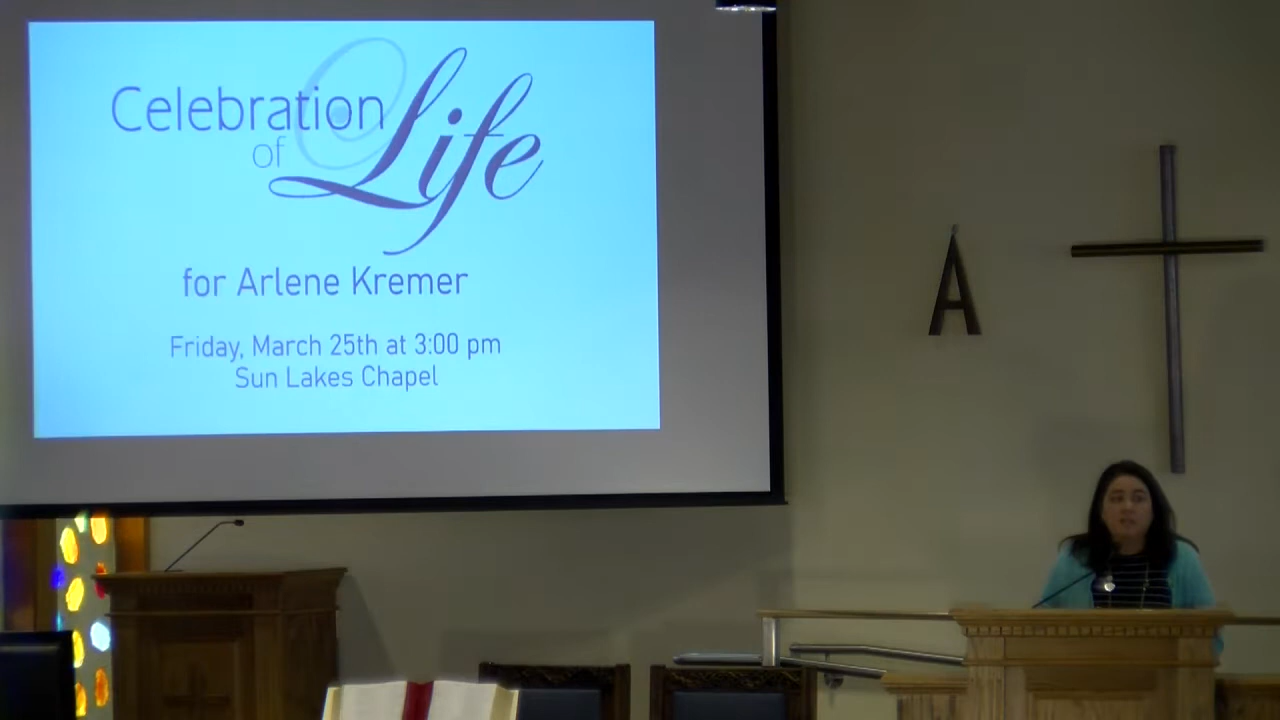 Celebration
of Life
for Arlene Kremer
Friday, March 25th at 3:00 pm
Sun Lakes Chapel
A